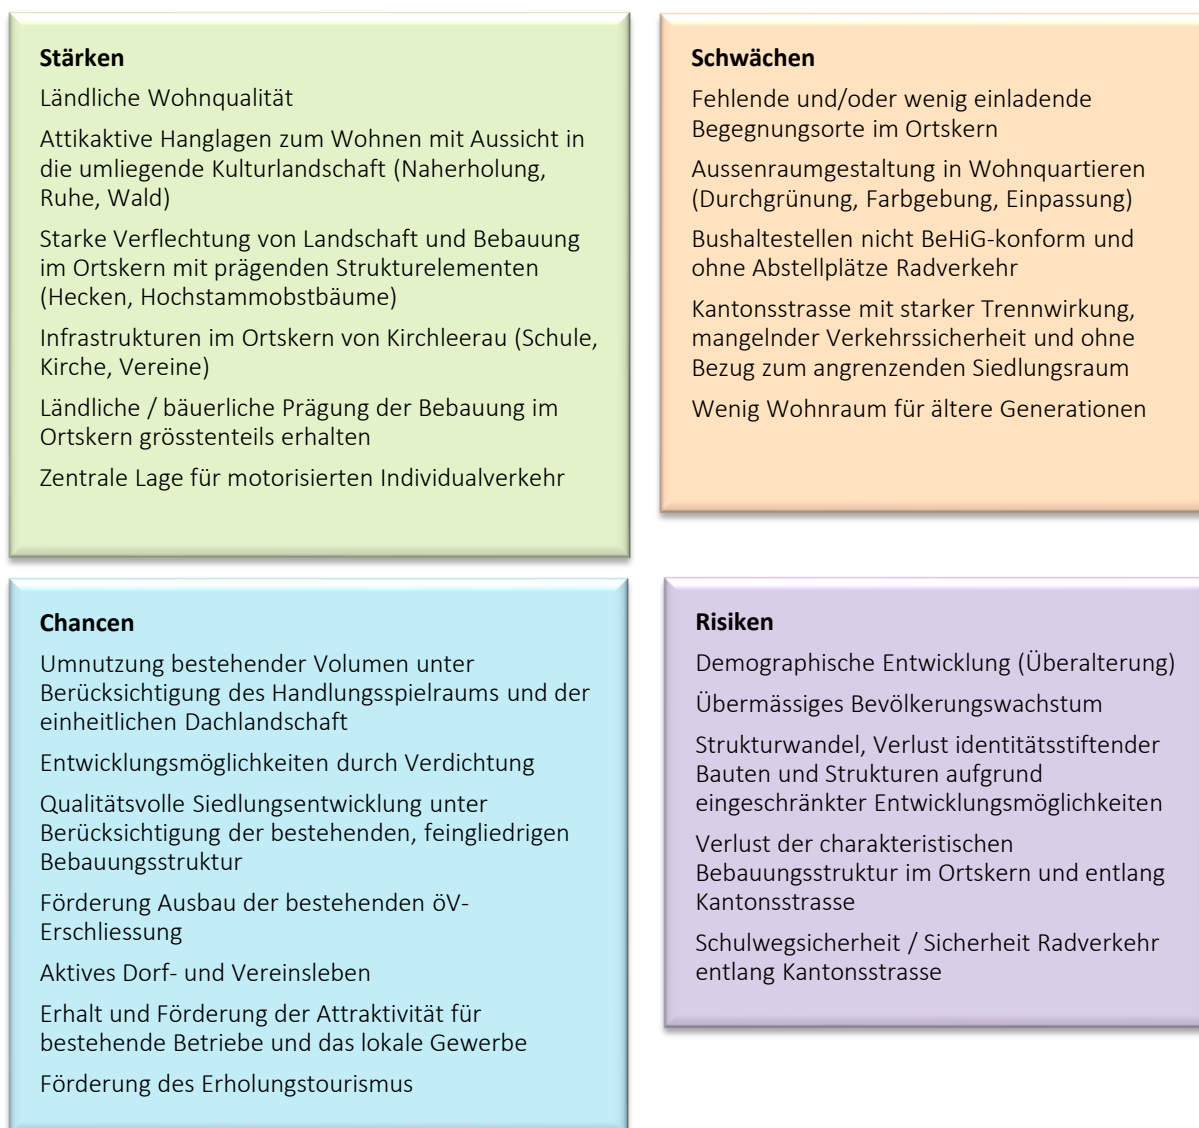 Stärken
Ländliche Wohnqualität
Attikaktive Hanglagen zum Wohnen mit Aussicht in
die umliegende Kulturlandschaft (Naherholung,
Ruhe, Wald)
Starke Verflechtung von Landschaft und Bebauung
im Ortskern mit prägenden Strukturelementen
(Hecken, Hochstammobstbäume)
Infrastrukturen im Ortskern von Kirchleerau (Schule,
Kirche, Vereine)
Ländliche / bäuerliche Prägung der Bebauung im
Ortskern grösstenteils erhalten
Zentrale Lage für motorisierten Individualverkehr
Schwächen
Fehlende und/oder wenig einladende
Begegnungsorte im Ortskern
Aussenraumgestaltung in Wohnquartieren
(Durchgrünung, Farbgebung, Einpassung)
Bushaltestellen nicht BeHiG-konform und
ohne Abstellplätze Radverkehr
Kantonsstrasse mit starker Trennwirkung,
mangelnder Verkehrssicherheit und ohne
Bezug zum angrenzenden Siedlungsraum
Wenig Wohnraum für ältere Generationen
Chancen
Umnutzung bestehender Volumen unter
Berücksichtigung des Handlungsspielraums und der
einheitlichen Dachlandschaft
Entwicklungsmöglichkeiten durch Verdichtung
Qualitätsvolle Siedlungsentwicklung unter
Berücksichtigung der bestehenden, feingliedrigen
Bebauungsstruktur
Förderung Ausbau der bestehenden öV-
Erschliessung
Aktives Dorf- und Vereinsleben
Erhalt und Förderung der Attraktivität für
bestehende Betriebe und das lokale Gewerbe
Förderung des Erholungstourismus
Risiken
Demographische Entwicklung (Überalterung)
Übermässiges Bevölkerungswachstum
Strukturwandel, Verlust identitätsstiftender
Bauten und Strukturen aufgrund
eingeschränkter Entwicklungsmöglichkeiten
Verlust der charakteristischen
Bebauungsstruktur im Ortskern und entlang
Kantonsstrasse
Schulwegsicherheit / Sicherheit Radverkehr
entlang Kantonsstrasse